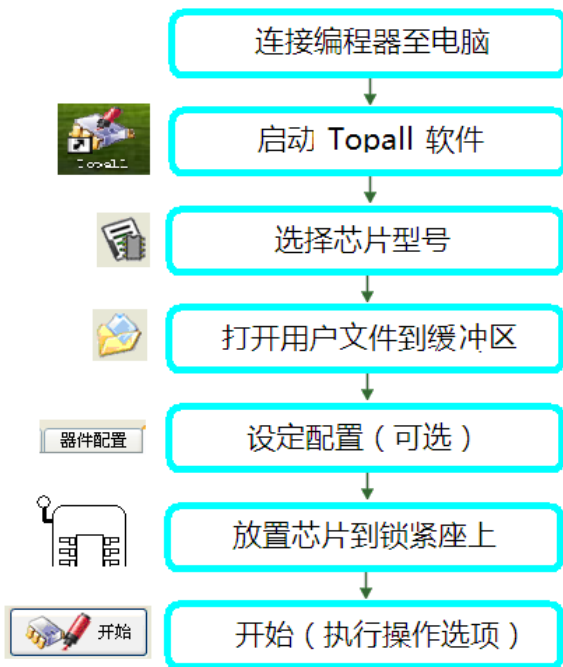 连接编程器至电脑
启动 Topall 软件
Topall
选择芯片型号
打开用户文件到缓冲区
器件配置
设定配置（可选）
放置芯片到锁紧座上
开始
开始（执行操作选项）